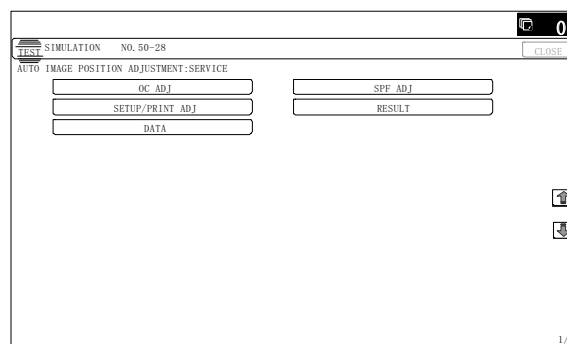 0
TEST SIMULATION NO.50-28
CLOSE
AUTO IMAGE POSITION ADJUSTMENT:SERVICE
OC ADJ SPF ADJ
SETUP/PRINT ADJ RESULT
DATA
1/